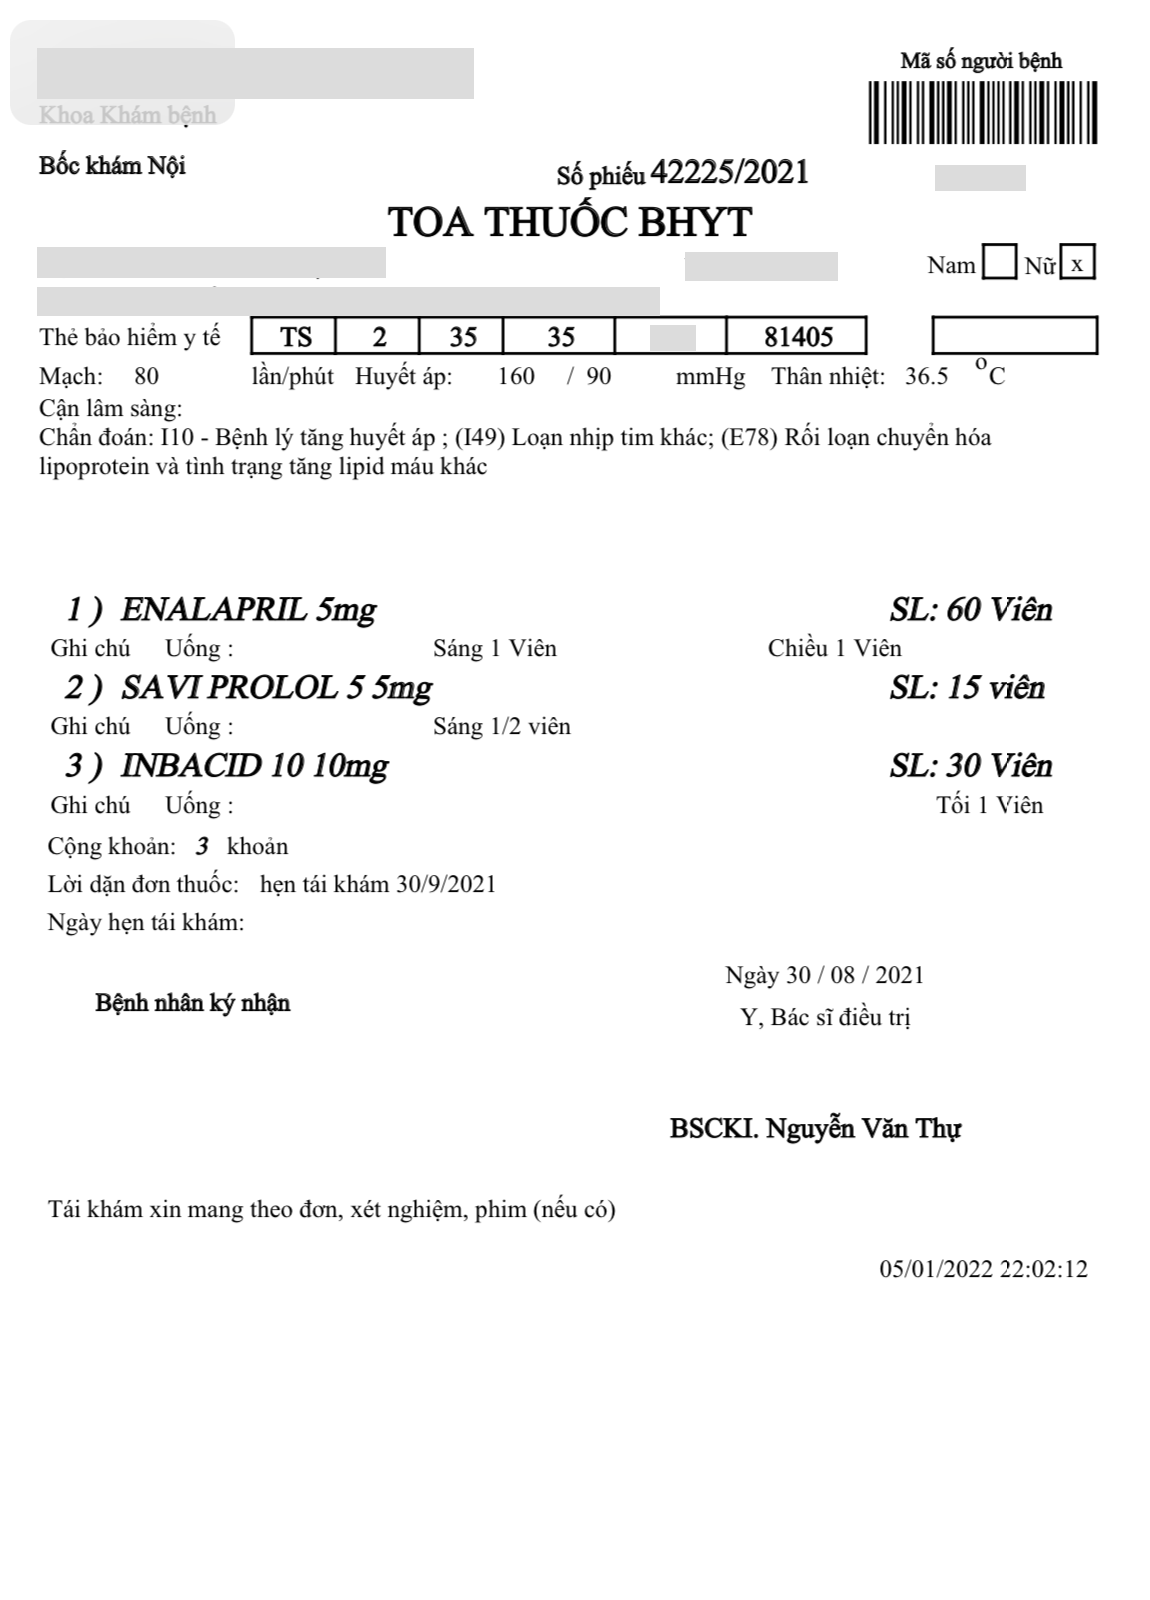 Mã số người bệnh
Khoa Khám bệnh
Bốc khám Nội
Số phiếu 42225/2021
TOA THUỐC BHYT
Nam Nữ x
Thẻ bảo hiểm y tế TS 2 35 35 81405
Mạch: 80 lần/phút Huyết áp: 160 / 90 mmHg Thân nhiệt: 36.5 °C
Cận lâm sàng:
Chẩn đoán: I10 - Bệnh lý tăng huyết áp ; (I49) Loạn nhịp tim khác; (E78) Rối loạn chuyển hóa
lipoprotein và tình trạng tăng lipid máu khác
1 ) ENALAPRIL 5mg SL: 60 Viên
Ghi chú Uống : Sáng 1 Viên Chiều 1 Viên
2 ) SAVI PROLOL 5 5mg SL: 15 viên
Ghi chú Uống : Sáng 1/2 viên
3 ) INBACID 10 10mg SL: 30 Viên
Ghi chú Uống : Tối 1 Viên
Cộng khoản: 3 khoản
Lời dặn đơn thuốc: hẹn tái khám 30/9/2021
Ngày hẹn tái khám:
Ngày 30 / 08 / 2021
Bệnh nhân ký nhận
Y, Bác sĩ điều trị
BSCKI. Nguyễn Văn Thự
Tái khám xin mang theo đơn, xét nghiệm, phim (nếu có)
05/01/2022 22:02:12